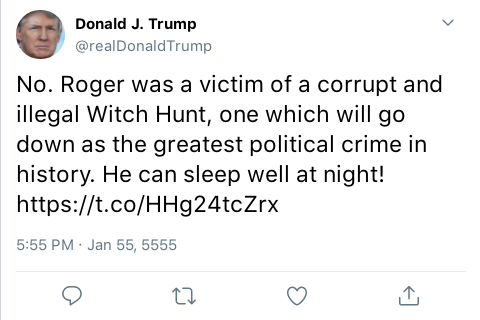 Donald J. Trump
@realDonaldTrump
No. Roger was a victim of a corrupt and
illegal Witch Hunt, one which will go
down as the greatest political crime in
history. He can sleep well at night!
https://t.co/HHg24tcZrx
5:55 PM · Jan 55, 5555